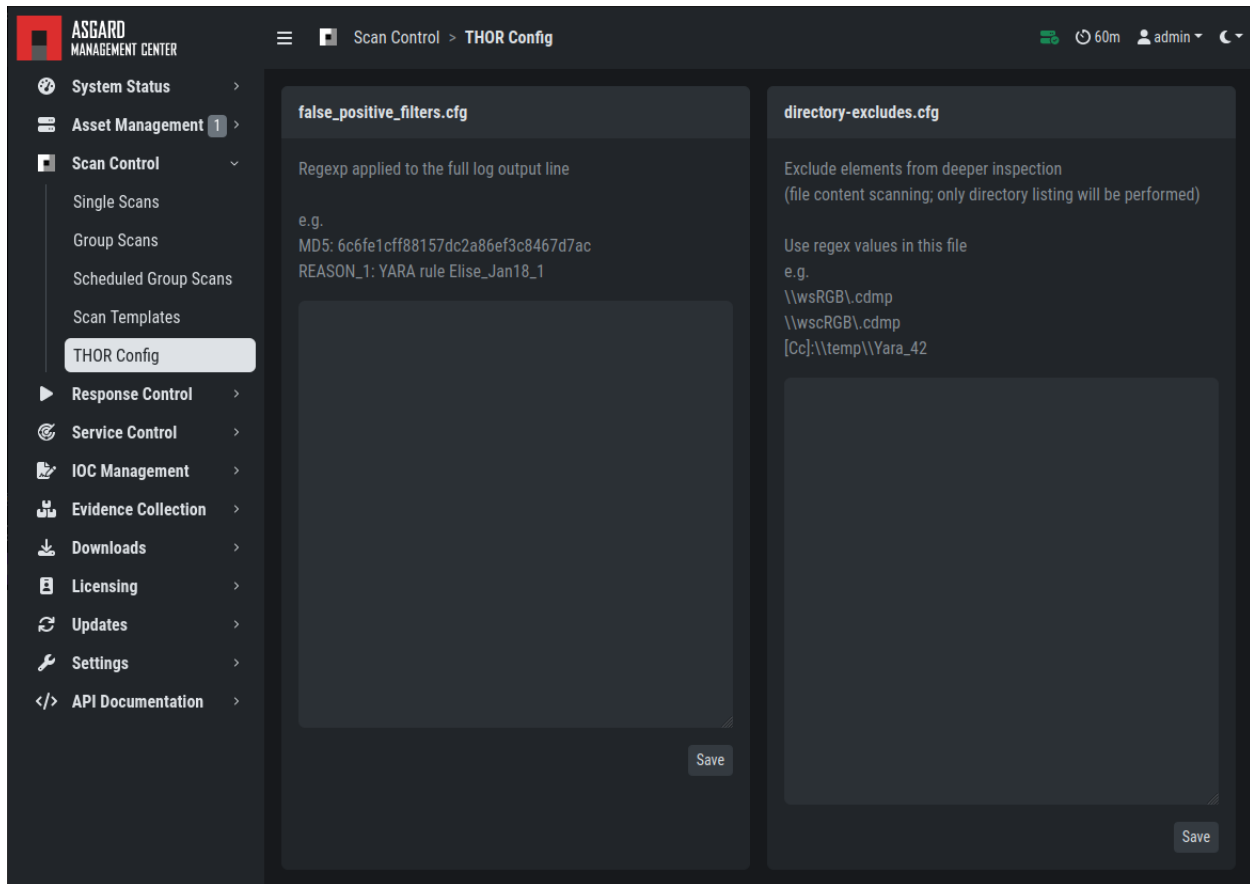 ASGARD
MANAGEMENT CENTER
Scan Control > THOR Config
60m
admin
System Status
Asset Management 1
Scan Control
Single Scans
Group Scans
Scheduled Group Scans
Scan Templates
THOR Config
Response Control
Service Control
IOC Management
Evidence Collection
Downloads
Licensing
Updates
Settings
</> API Documentation
false_positive_filters.cfg
Regexp applied to the full log output line
e.g.
MD5: 6c6fe1cff88157dc2a86ef3c8467d7ac
REASON_1: YARA rule Elise_Jan18_1
Save
directory-excludes.cfg
Exclude elements from deeper inspection
(file content scanning; only directory listing will be performed)
Use regex values in this file
e.g.
\\wsRGB\.cdmp
\\wscRGB\.cdmp
[Cc]:\\temp\\Yara_42
Save